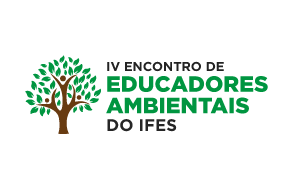 IV ENCONTRO DE
EDUCADORES
AMBIENTAIS
DO IFES